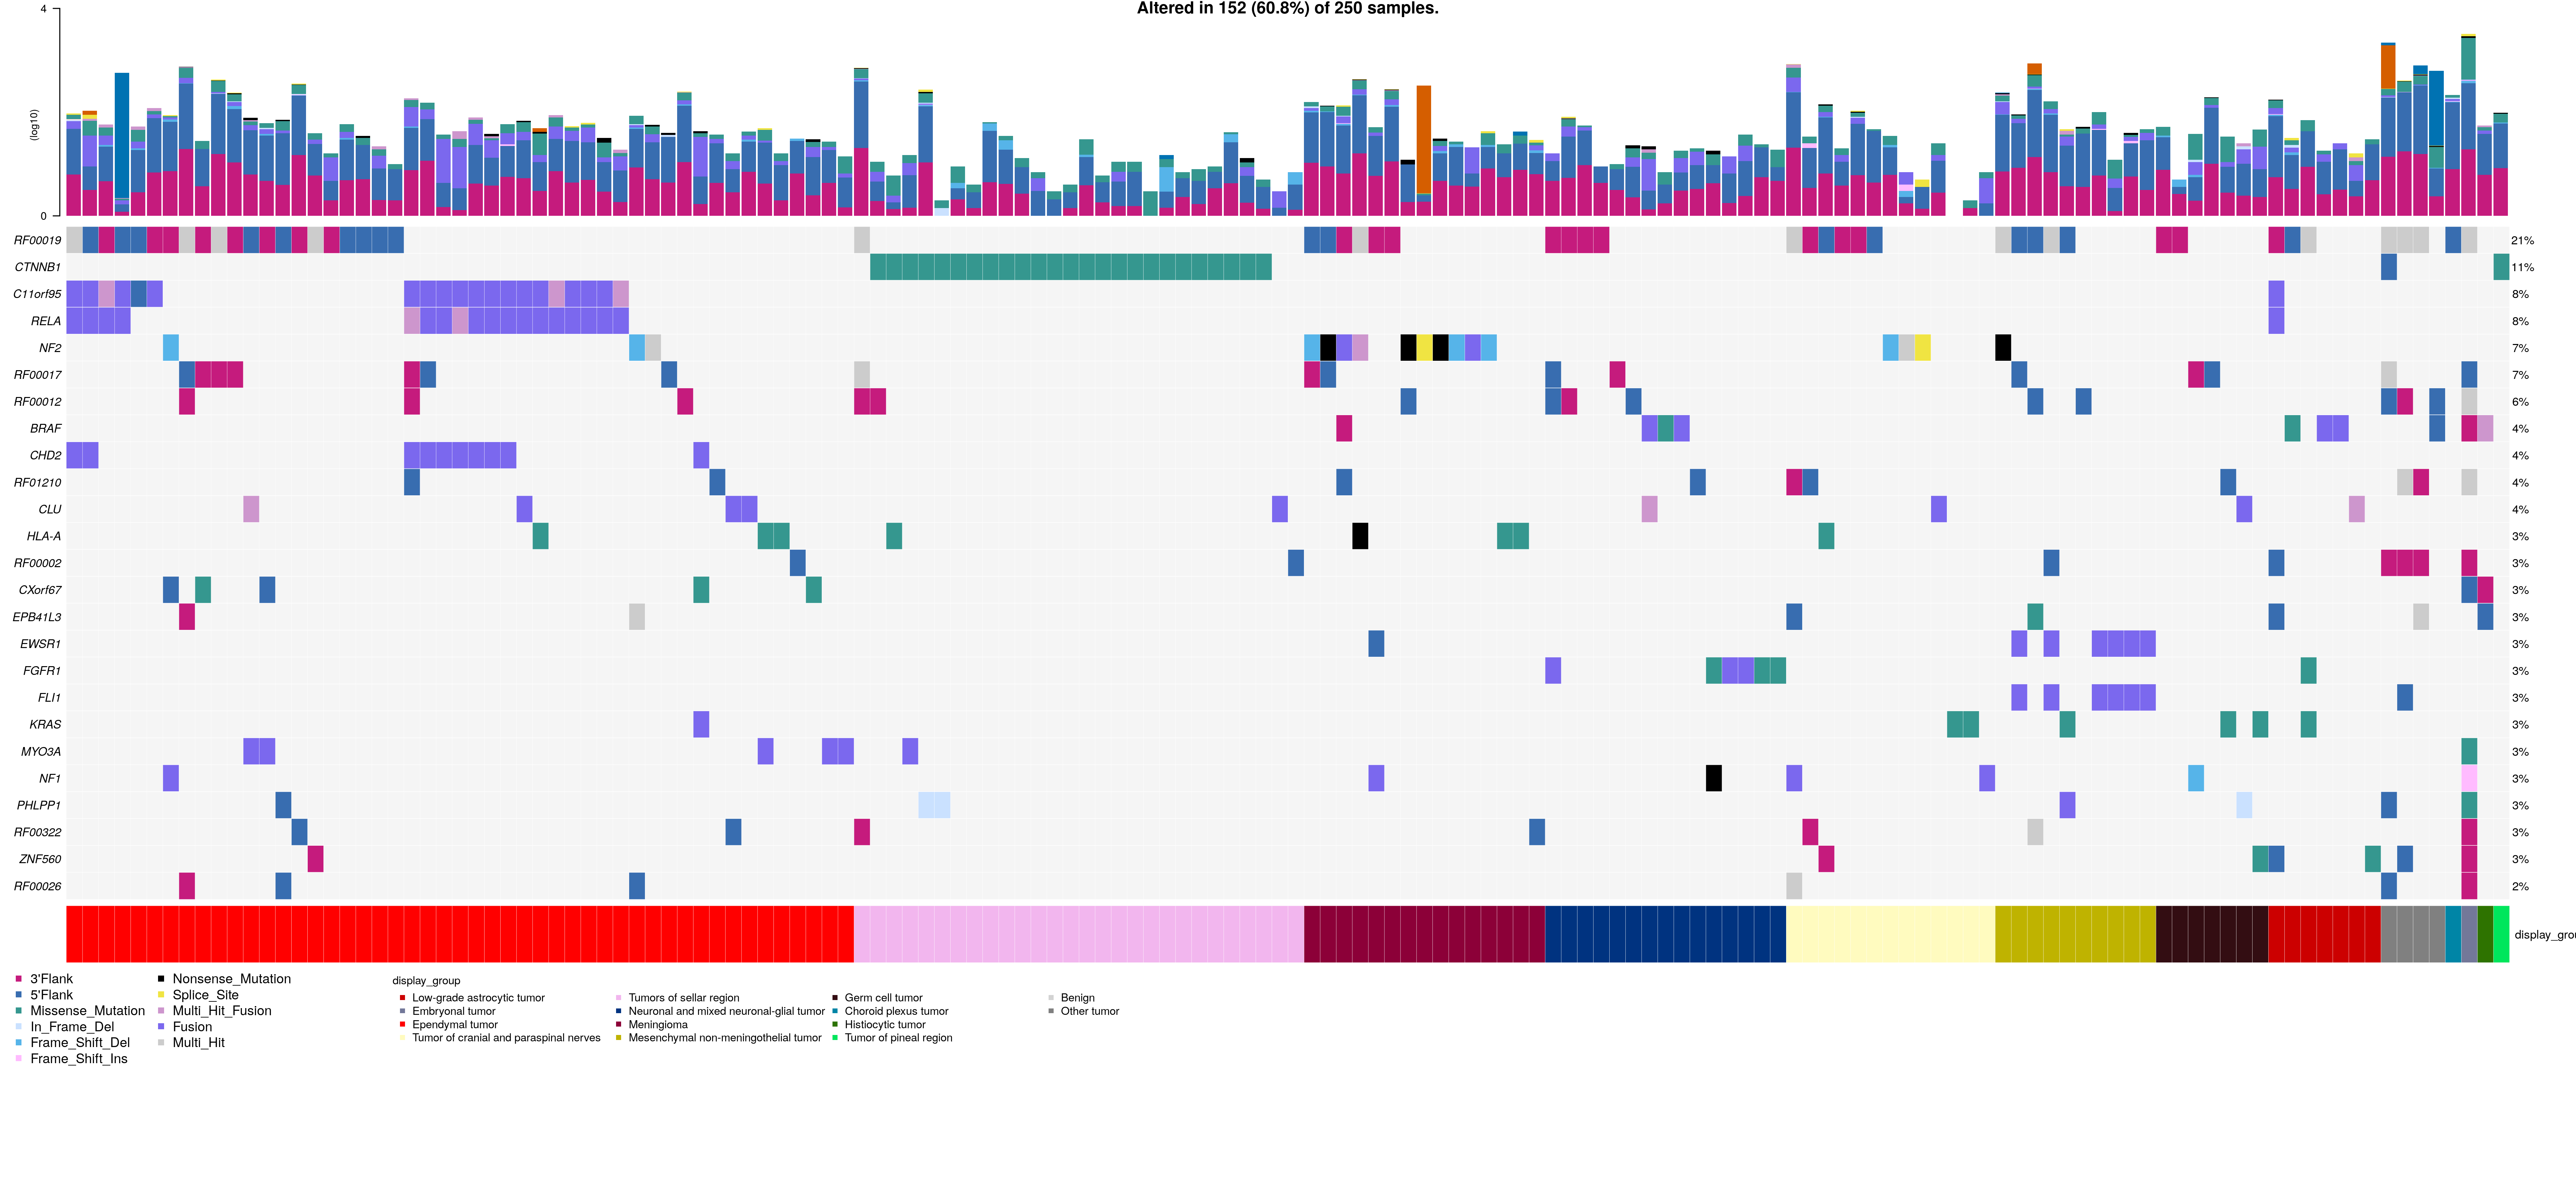 Altered in 152 (60.8%) of 250 samples.
4
(log10)
0
RF00019 21%
CTNNB1 11%
C11orf95 8%
RELA 8%
NF2 7%
RF00017 7%
RF00012 6%
BRAF 4%
CHD2 4%
RF01210 4%
CLU 4%
HLA-A 3%
RF00002 3%
CXorf67 3%
EPB41L3 3%
EWSR1 3%
FGFR1 3%
FLI1 3%
KRAS 3%
MYO3A 3%
NF1 3%
PHLPP1 3%
RF00322 3%
ZNF560 3%
RF00026 2%
display_grou
3'Flank
5'Flank
Missense_Mutation
In_Frame_Del
Frame_Shift_Del
Frame_Shift_Ins
Nonsense_Mutation
Splice_Site
Multi_Hit_Fusion
Fusion
Multi_Hit
display_group
Low-grade astrocytic tumor
Embryonal tumor
Ependymal tumor
Tumor of cranial and paraspinal nerves
Tumors of sellar region
Neuronal and mixed neuronal-glial tumor
Meningioma
Mesenchymal non-meningothelial tumor
Germ cell tumor
Choroid plexus tumor
Histiocytic tumor
Tumor of pineal region
Benign
Other tumor